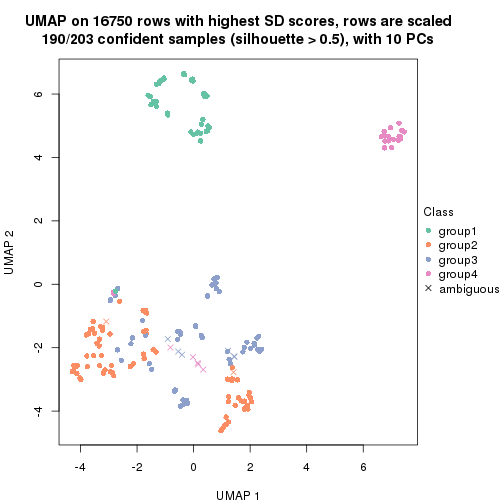 UMAP on 16750 rows with highest SD scores, rows are scaled
190/203 confident samples (silhouette > 0.5), with 10 PCs
6
4
2
0
-2
-4
UMAP 2
-4
-2
0
2
4
6
UMAP 1
Class
group1
group2
group3
group4
ambiguous